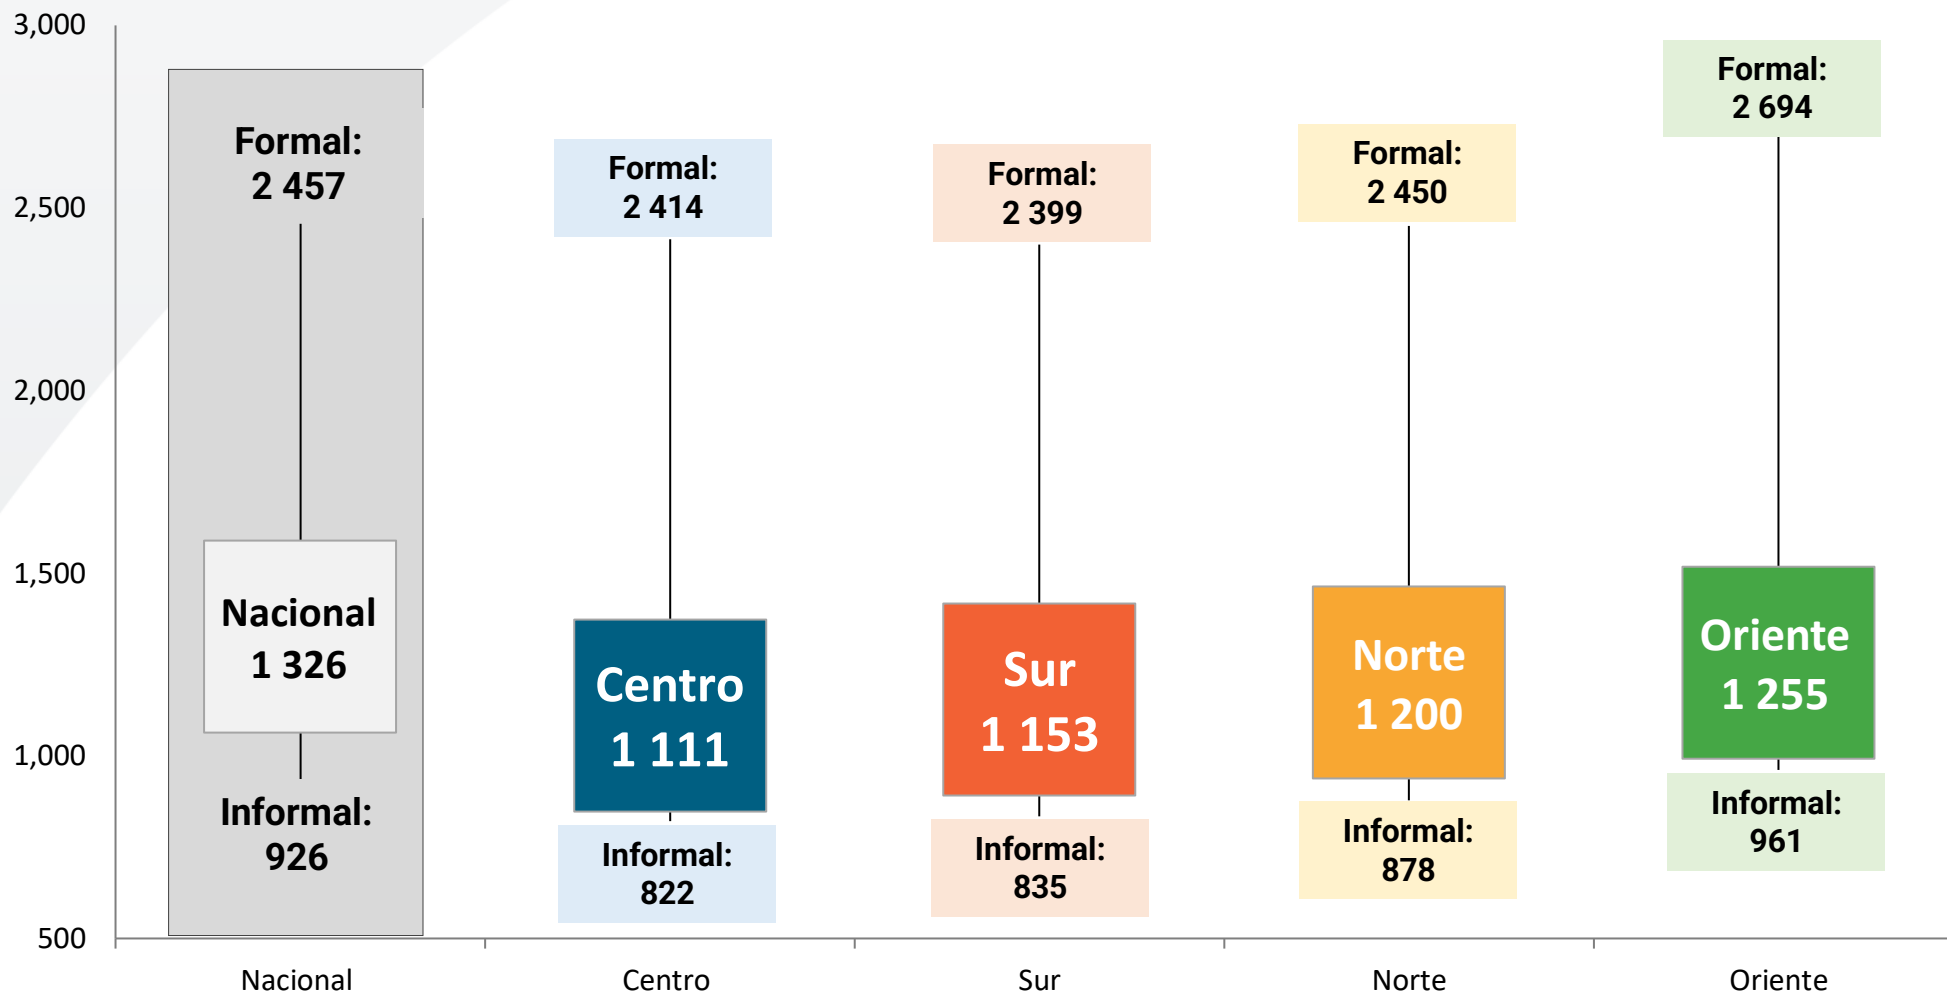 3,000
2,500
2,000
1,500
1,000
500
Formal:
2 457
Nacional
1 326
Informal:
926
Formal:
2 414
Centro
1 111
Informal:
822
Formal:
2 399
Sur
1 153
Informal:
835
Formal:
2 450
Norte
1 200
Informal:
878
Formal:
2 694
Oriente
1 255
Informal:
961
Nacional
Centro
Sur
Norte
Oriente